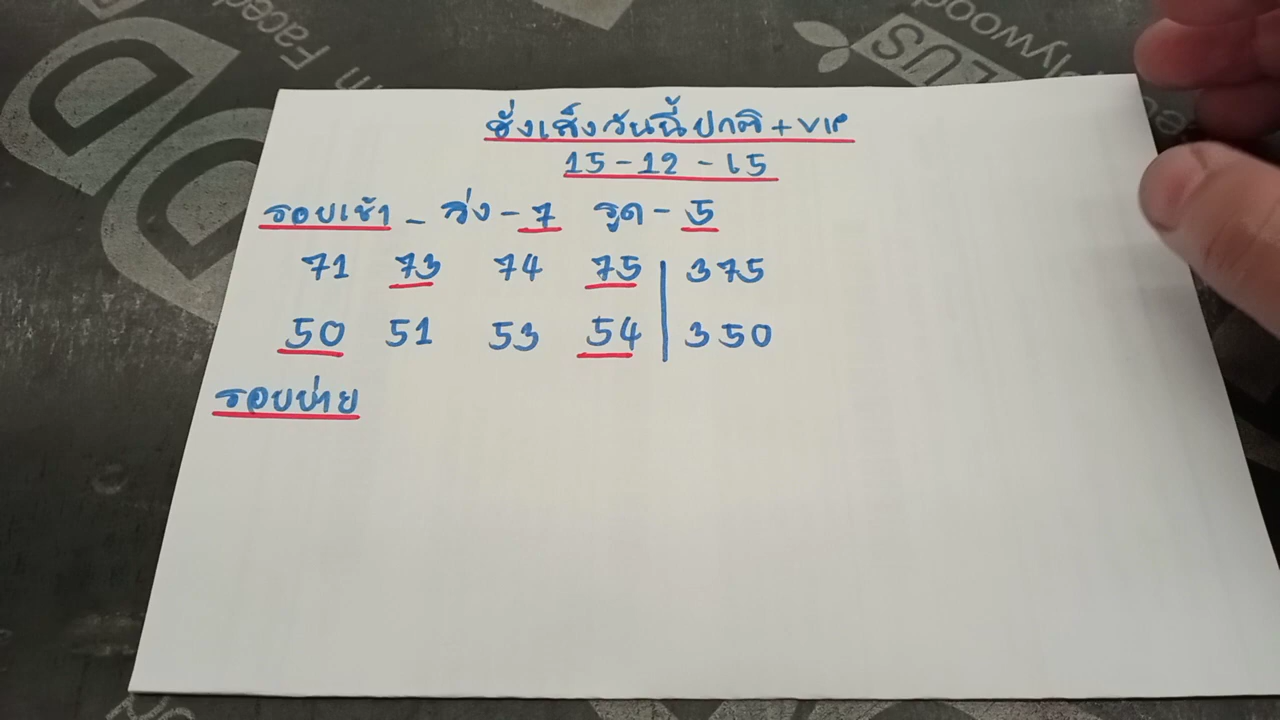 ฮั่งเส็งวันนี้ปกติ+VIP
15-12-65
รอบเช้า - วิ่ง - 7 รูด - 5
71 73 74 75 | 375
50 51 53 54 | 350
รอบบ่าย